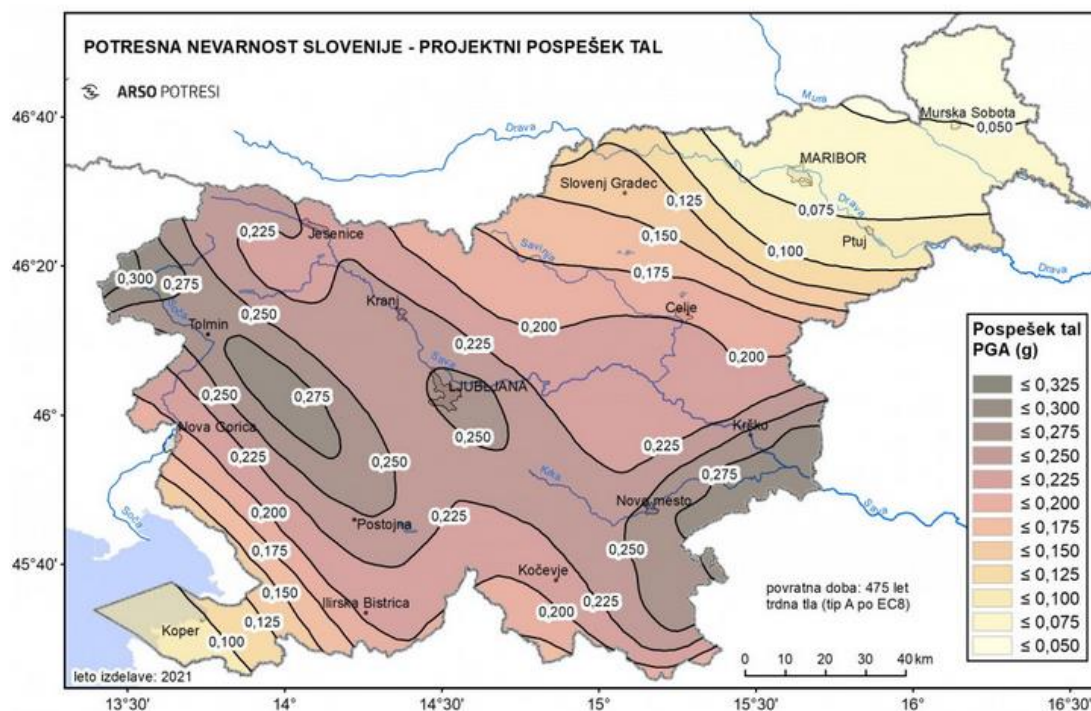 POTRESNA NEVARNOST SLOVENIJE - PROJEKTNI POSPEŠEK TAL
ARSO POTRESI
46°40'
46°20'
46°
45°40'
Mura
Murska Sobota
0,050
Drava
MARIBOR
Slovenj Gradec
0,125
Drava
0,075
0,150
0,100
Ptuj
0,225
Jesenice
Savinja
0,175
Drava
0,300
0,275
0,250
Kranj
Celje
Soča
Tolmin
0,200
0,225
0,200
Sava
LJUBLJANA
0,250
0,275
0,250
Nova Gorica
0,225
Krško
0,225
0,250
Krka
0,275
Novo mesto
Soča
0,200
Postojna
0,225
Sava
0,250
0,175
Kočevje
0,150
Ilirska Bistrica
0,200
0,225
Koper
0,125
0,100
povratna doba: 475 let
trdna tla (tip A po EC8)
0 10 20 30 40 km
leto izdelave: 2021
Pospešek tal
PGA (g)
≤ 0,325
≤ 0,300
≤ 0,275
≤ 0,250
≤ 0,225
≤ 0,200
≤ 0,175
≤ 0,150
≤ 0,125
≤ 0,100
≤ 0,075
≤ 0,050
13°30' 14° 14°30' 15° 15°30' 16° 16°30'